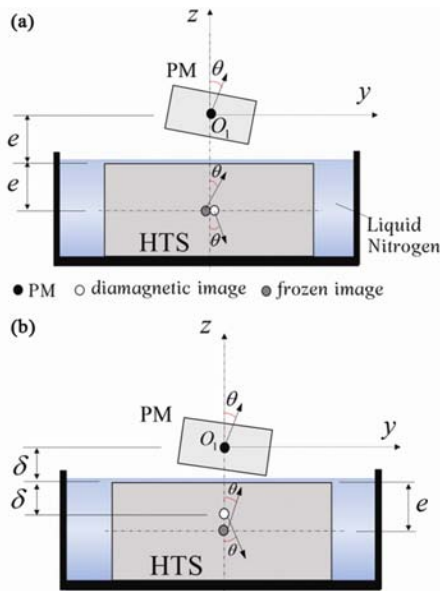 (a)
z
θ
PM
O1
y
e
e
θ
θ
HTS
Liquid
Nitrogen
PM diamagnetic image frozen image
(b)
z
θ
PM
O1
y
δ
δ
θ
e
θ
HTS